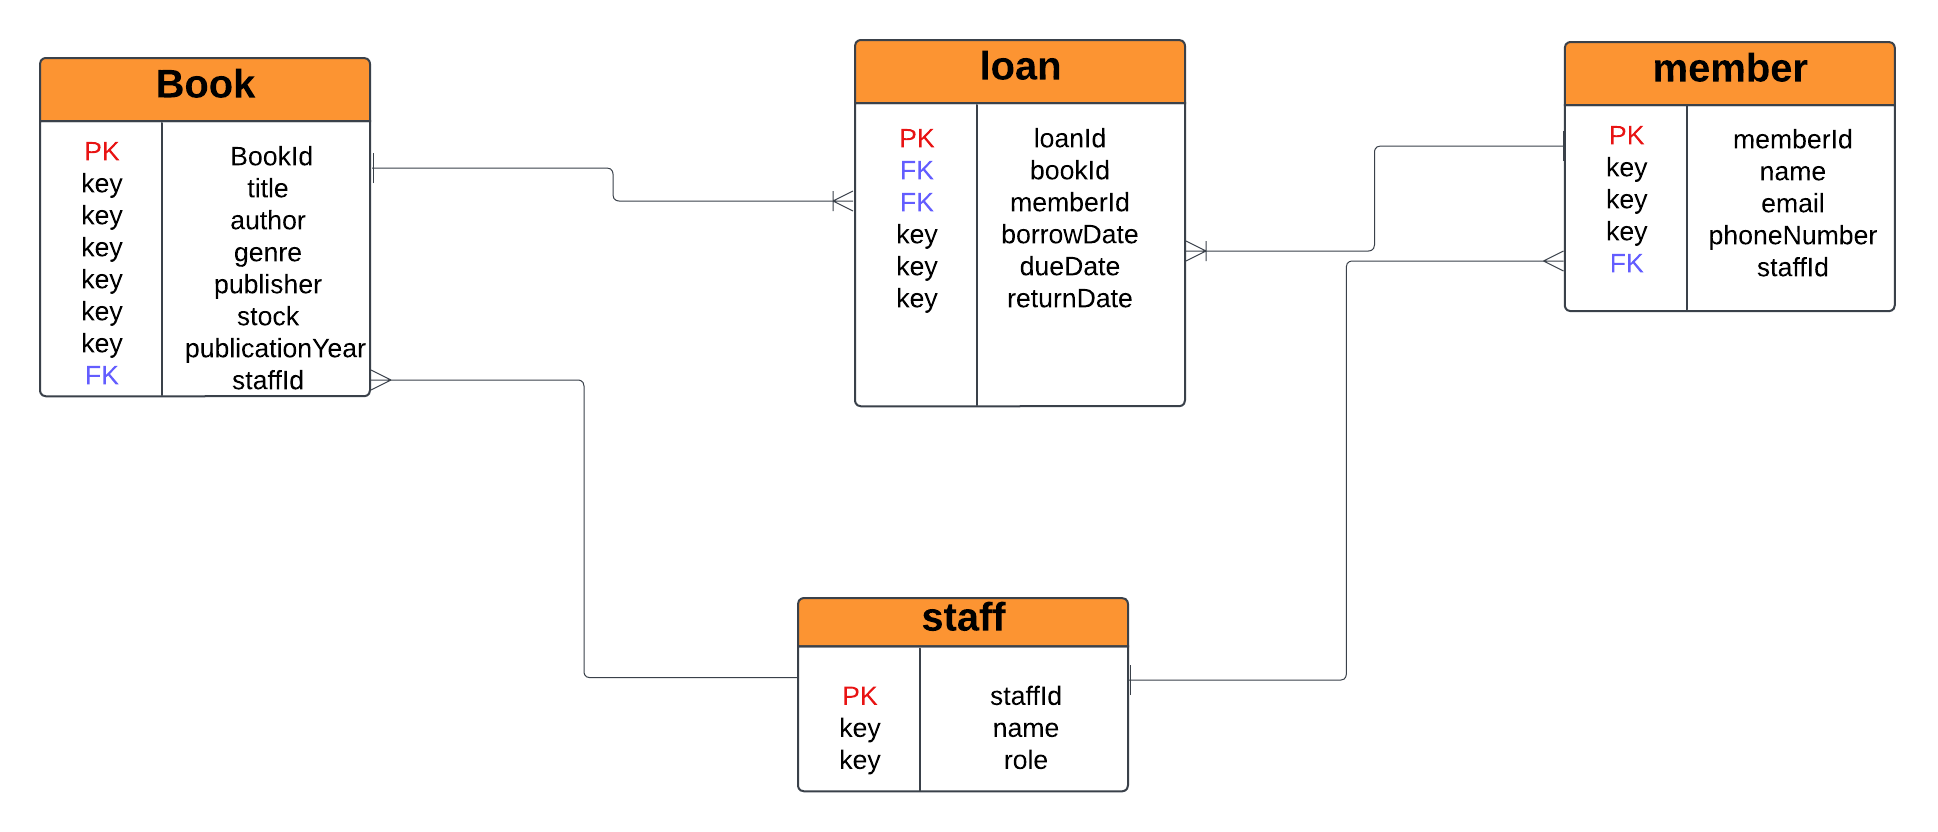 Book
PK BookId
key title
key author
key genre
key publisher
key stock
key publicationYear
FK staffId
loan
PK loanId
FK bookId
FK memberId
key borrowDate
key dueDate
key returnDate
member
PK memberId
key name
key email
key phoneNumber
FK staffId
staff
PK staffId
key name
key role